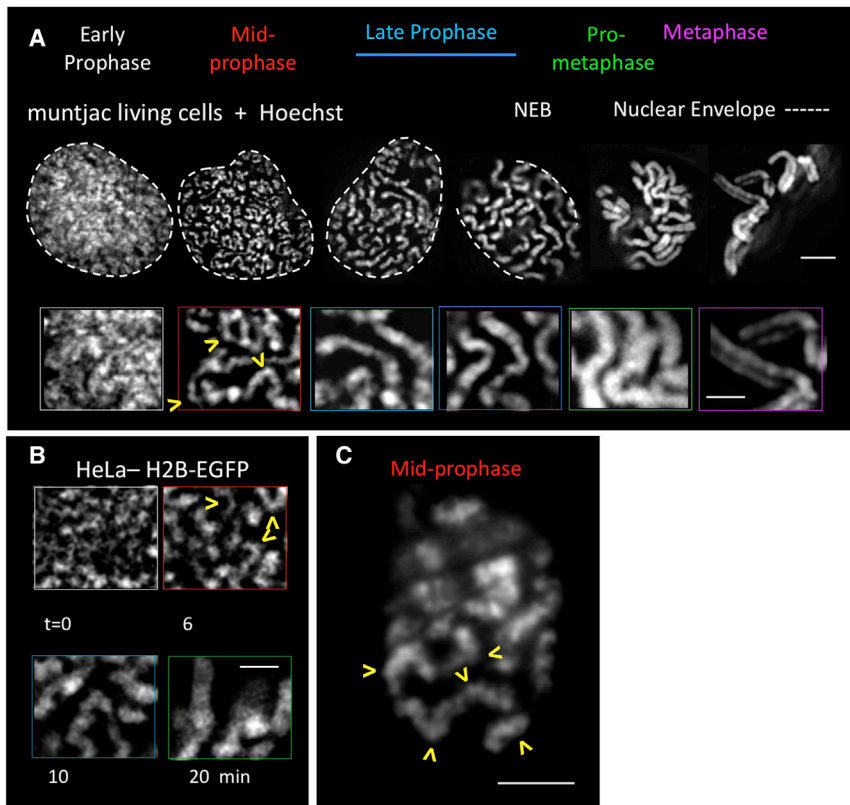 A
Early Prophase
Mid-prophase
Late Prophase
Pro-metaphase
Metaphase
muntjac living cells + Hoechst
NEB
Nuclear Envelope ------
B
HeLa– H2B-EGFP
t=0
6
10
20 min
C
Mid-prophase